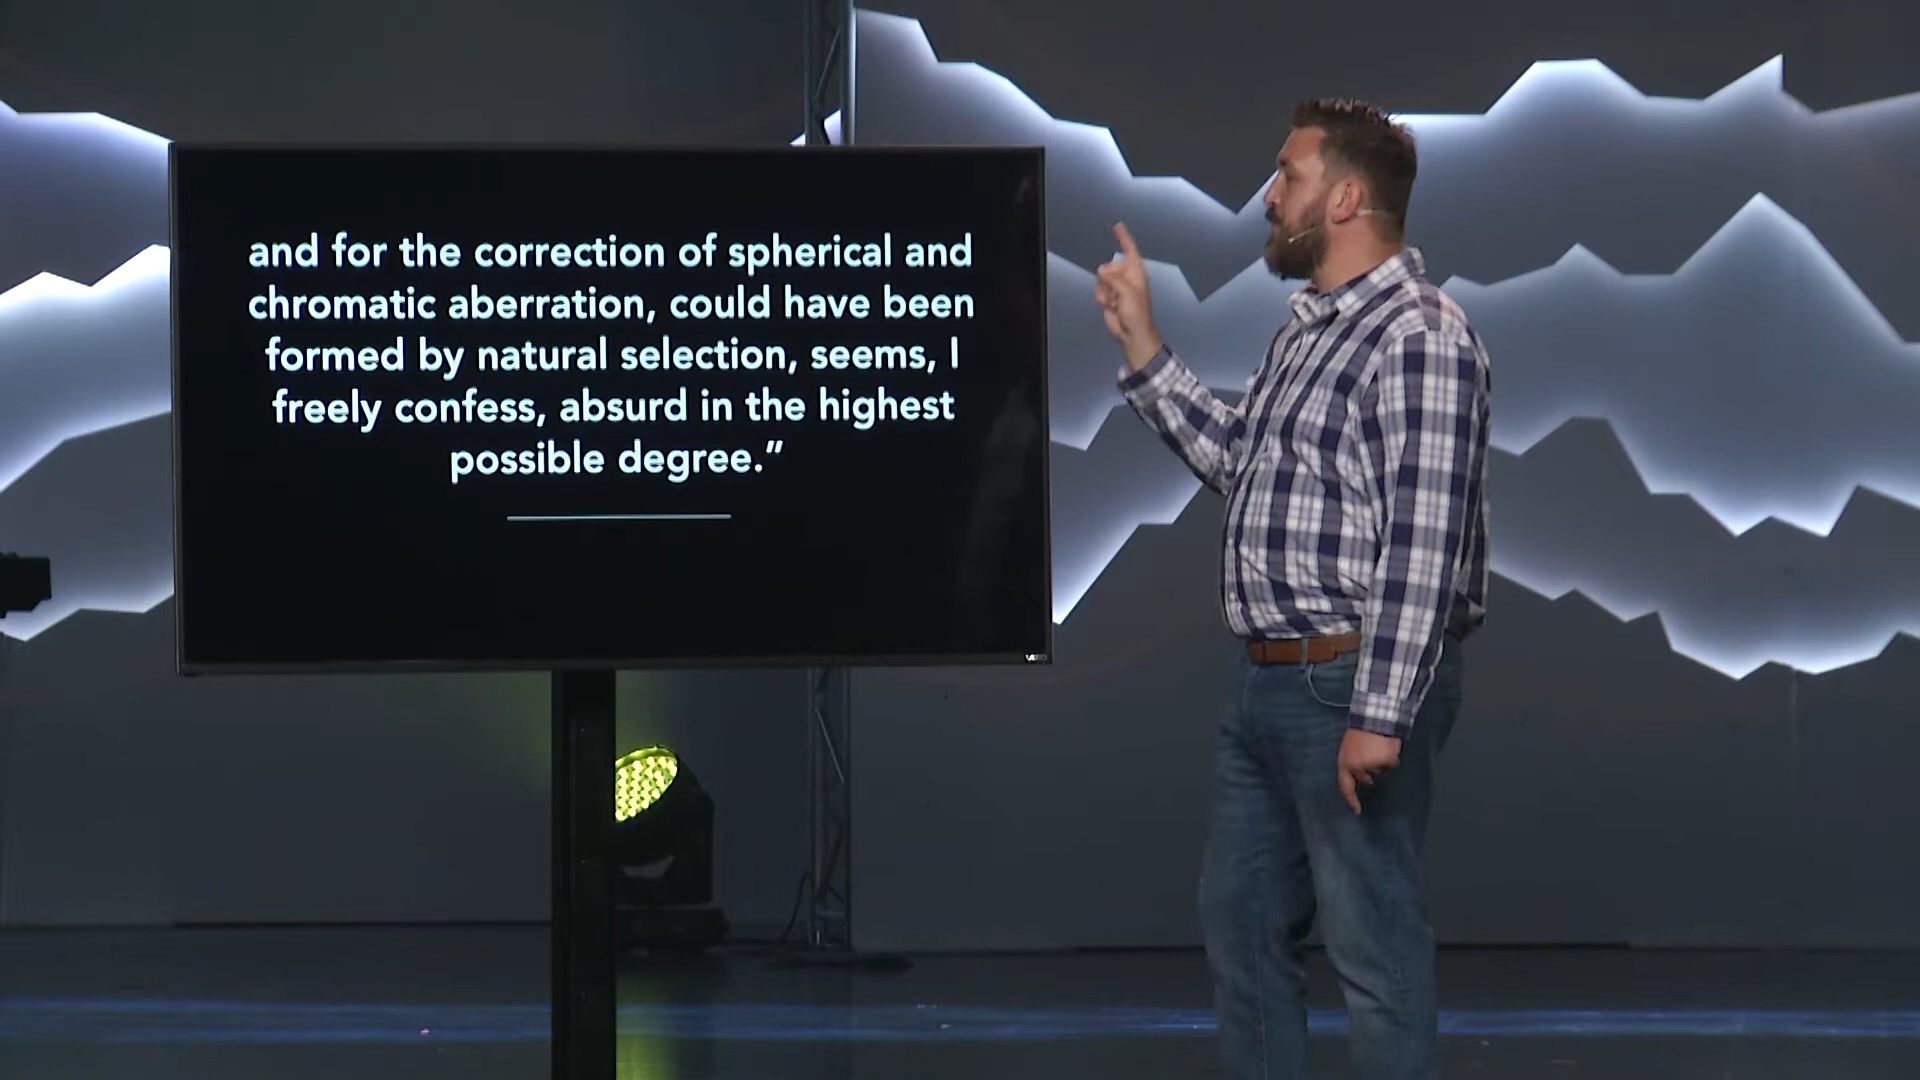 and for the correction of spherical and
chromatic aberration, could have been
formed by natural selection, seems, I
freely confess, absurd in the highest
possible degree.”